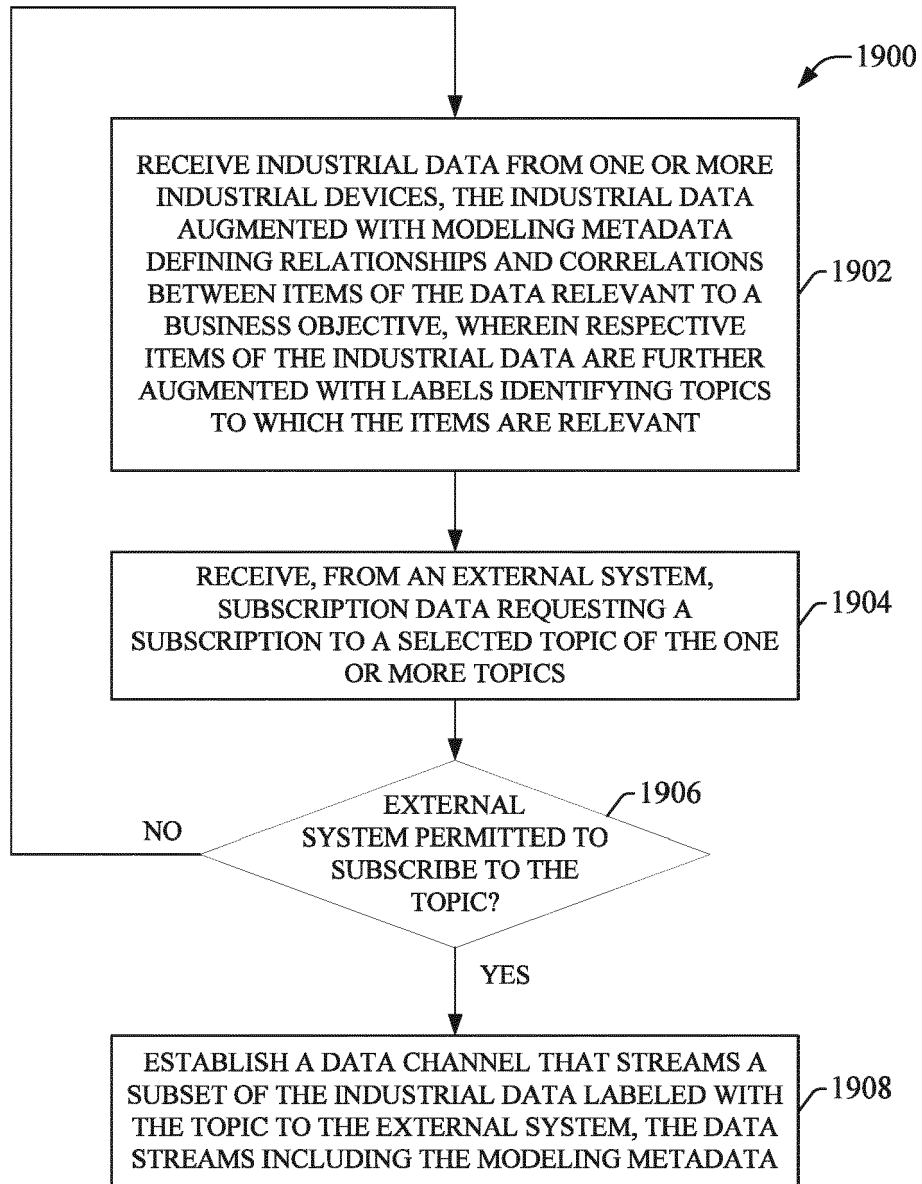 1900
RECEIVE INDUSTRIAL DATA FROM ONE OR MORE
INDUSTRIAL DEVICES, THE INDUSTRIAL DATA
AUGMENTED WITH MODELING METADATA
DEFINING RELATIONSHIPS AND CORRELATIONS
BETWEEN ITEMS OF THE DATA RELEVANT TO A
BUSINESS OBJECTIVE, WHEREIN RESPECTIVE
ITEMS OF THE INDUSTRIAL DATA ARE FURTHER
AUGMENTED WITH LABELS IDENTIFYING TOPICS
TO WHICH THE ITEMS ARE RELEVANT
1902
RECEIVE, FROM AN EXTERNAL SYSTEM,
SUBSCRIPTION DATA REQUESTING A
SUBSCRIPTION TO A SELECTED TOPIC OF THE ONE
OR MORE TOPICS
1904
EXTERNAL
SYSTEM PERMITTED TO
SUBSCRIBE TO THE
TOPIC?
1906
NO
YES
ESTABLISH A DATA CHANNEL THAT STREAMS A
SUBSET OF THE INDUSTRIAL DATA LABELED WITH
THE TOPIC TO THE EXTERNAL SYSTEM, THE DATA
STREAMS INCLUDING THE MODELING METADATA
1908